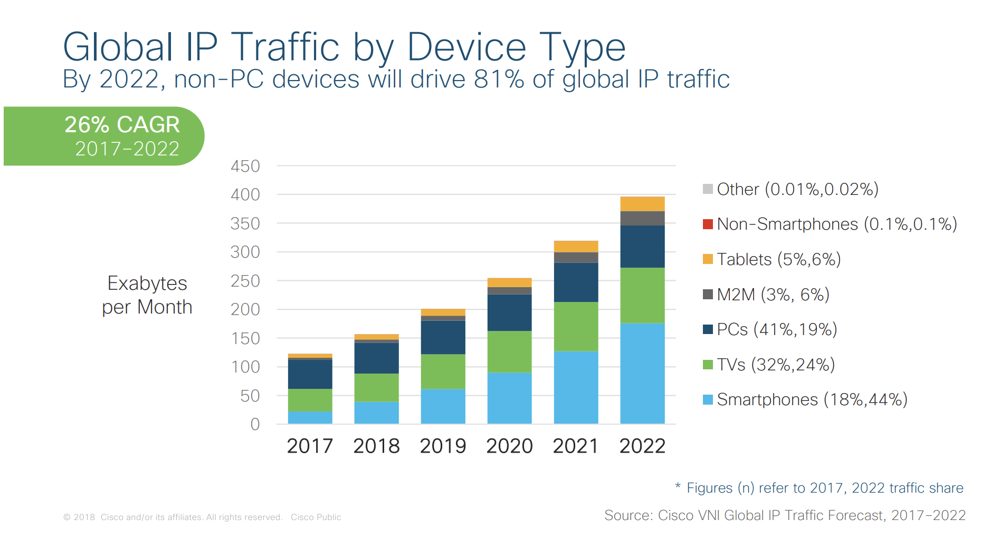 Global IP Traffic by Device Type
By 2022, non-PC devices will drive 81% of global IP traffic
26% CAGR
2017–2022
Exabytes
per Month
450
400
350
300
250
200
150
100
50
0
2017 2018 2019 2020 2021 2022
Other (0.01%,0.02%)
Non-Smartphones (0.1%,0.1%)
Tablets (5%,6%)
M2M (3%, 6%)
PCs (41%,19%)
TVs (32%,24%)
Smartphones (18%,44%)
* Figures (n) refer to 2017, 2022 traffic share
© 2018 Cisco and/or its affiliates. All rights reserved. Cisco Public
Source: Cisco VNI Global IP Traffic Forecast, 2017–2022